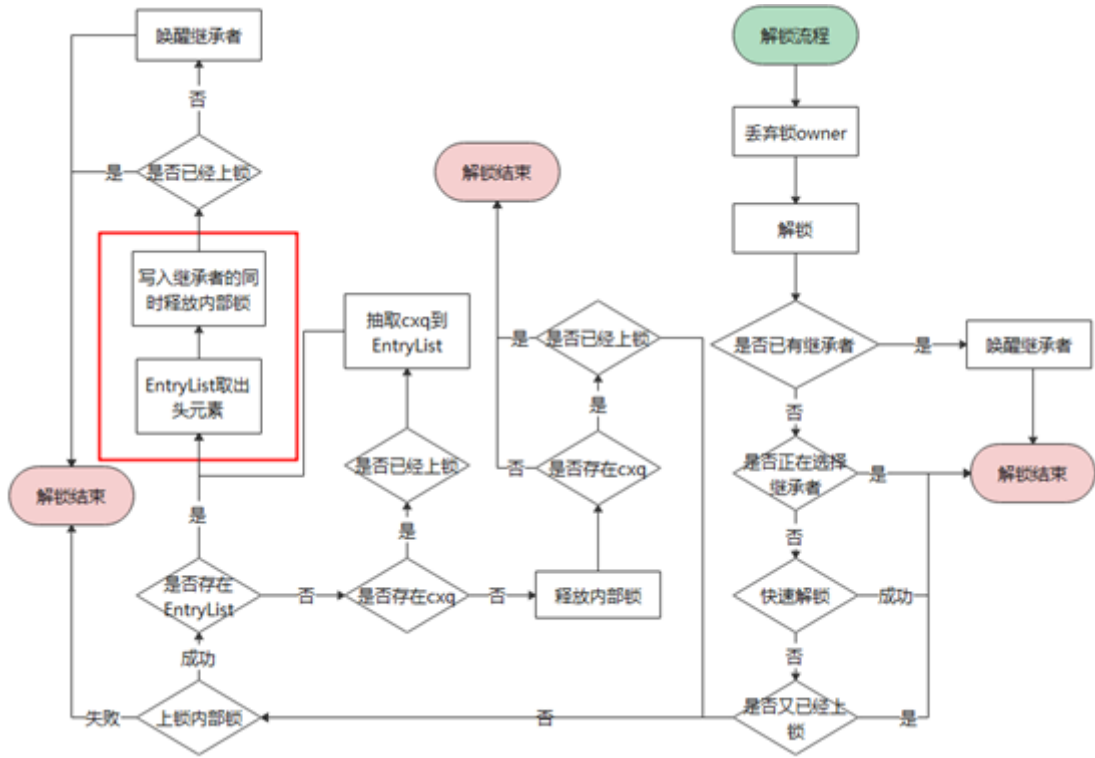 解锁流程
丢弃锁owner
解锁
是否已有继承者
是
唤醒继承者
解锁结束
否
是否正在选择
继承者
是
否
快速解锁
成功
否
是否又已经上
锁
是
否
上锁内部锁
失败
解锁结束
成功
是否存在
EntryList
是
EntryList取出
头元素
写入继承者的同
时释放内部锁
是否已经上锁
是
否
唤醒继承者
否
是否存在cxq
是
是否已经上锁
抽取cxq到
EntryList
否
释放内部锁
是否存在cxq
否
是
是否已经上锁
是
解锁结束